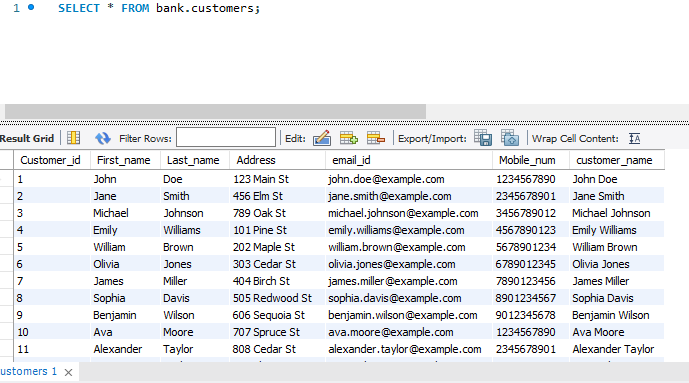 1 SELECT * FROM bank.customers;
Result Grid Filter Rows: Edit: Export/Import: Wrap Cell Content: IA
Customer_id First_name Last_name Address email_id Mobile_num customer_name
1 John Doe 123 Main St john.doe@example.com 1234567890 John Doe
2 Jane Smith 456 Elm St jane.smith@example.com 2345678901 Jane Smith
3 Michael Johnson 789 Oak St michael.johnson@example.com 3456789012 Michael Johnson
4 Emily Williams 101 Pine St emily.williams@example.com 4567890123 Emily Williams
5 William Brown 202 Maple St william.brown@example.com 5678901234 William Brown
6 Olivia Jones 303 Cedar St olivia.jones@example.com 6789012345 Olivia Jones
7 James Miller 404 Birch St james.miller@example.com 7890123456 James Miller
8 Sophia Davis 505 Redwood St sophia.davis@example.com 8901234567 Sophia Davis
9 Benjamin Wilson 606 Sequoia St benjamin.wilson@example.com 9012345678 Benjamin Wilson
10 Ava Moore 707 Spruce St ava.moore@example.com 1234567890 Ava Moore
11 Alexander Taylor 808 Cedar St alexander.taylor@example.com 2345678901 Alexander Taylor
ustomers 1